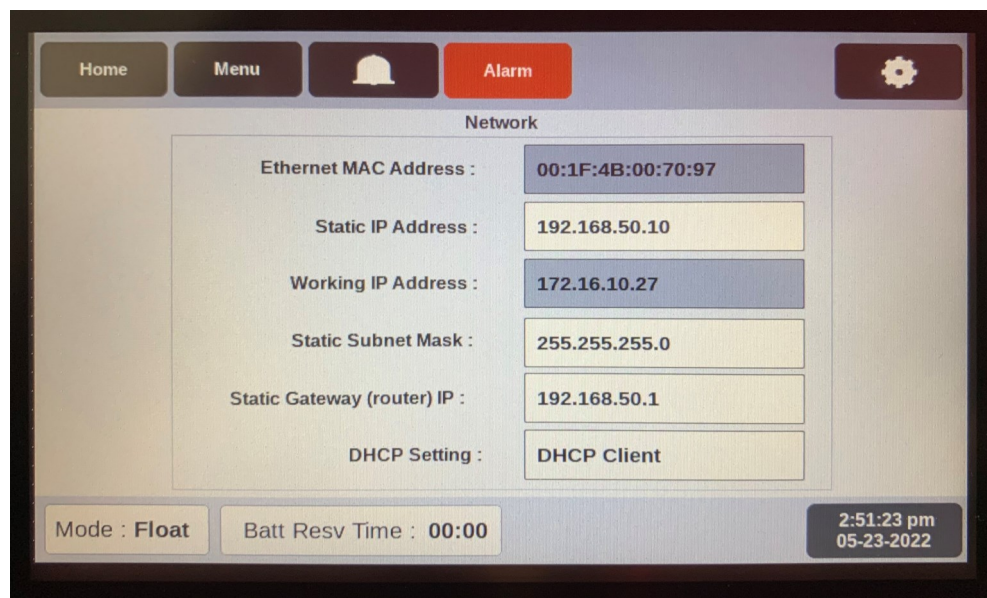 Home Menu Alarm
Network
Ethernet MAC Address : 00:1F:4B:00:70:97
Static IP Address : 192.168.50.10
Working IP Address : 172.16.10.27
Static Subnet Mask : 255.255.255.0
Static Gateway (router) IP : 192.168.50.1
DHCP Setting : DHCP Client
Mode : Float Batt Resv Time : 00:00
2:51:23 pm
05-23-2022